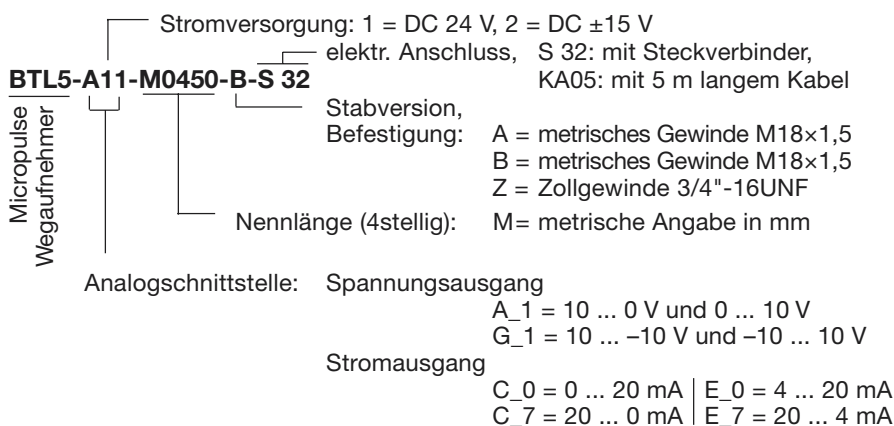 Stromversorgung: 1 = DC 24 V, 2 = DC ±15 V
elektr. Anschluss, S 32: mit Steckverbinder,
BTL5-A11-M0450-B-S 32
KA05: mit 5 m langem Kabel
Micropulse
Wegaufnehmer
Stabversion,
Befestigung: A = metrisches Gewinde M18×1,5
B = metrisches Gewinde M18×1,5
Z = Zollgewinde 3/4"-16UNF
Nennlänge (4stellig): M= metrische Angabe in mm
Analogschnittstelle: Spannungsausgang
A_1 = 10 ... 0 V und 0 ... 10 V
G_1 = 10 ... –10 V und –10 ... 10 V
Stromausgang
C_0 = 0 ... 20 mA | E_0 = 4 ... 20 mA
C_7 = 20 ... 0 mA | E_7 = 20 ... 4 mA